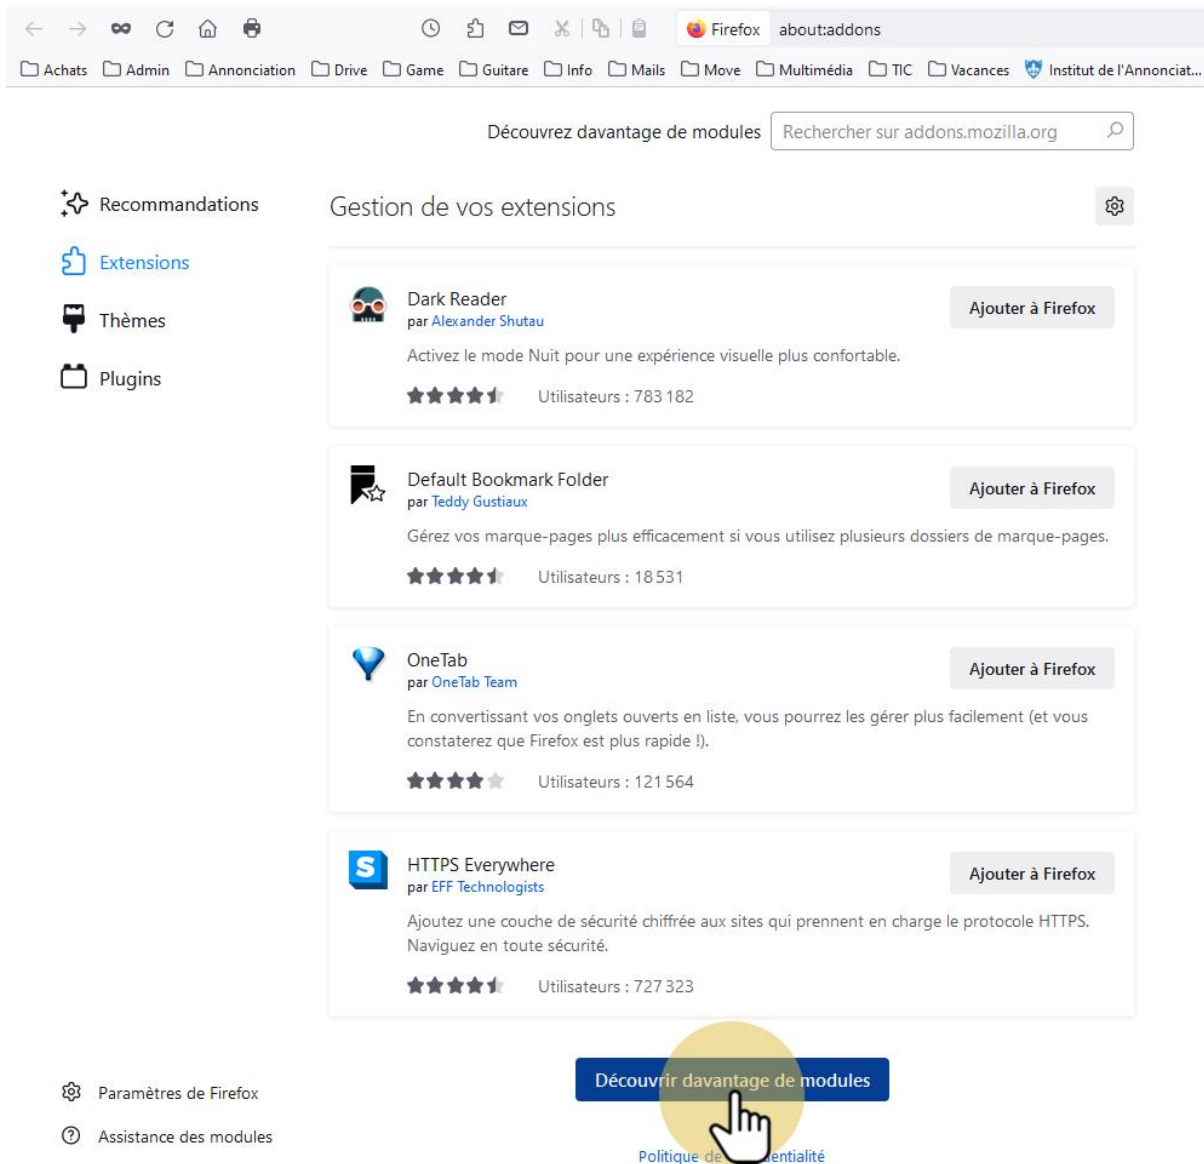 Firefox about:addons
Achats Admin Annonciation Drive Game Guitare Info Mails Move Multimédia TIC Vacances Institut de l'Annonciat...
Découvrez davantage de modules Rechercher sur addons.mozilla.org
Recommandations
Extensions
Thèmes
Plugins
Gestion de vos extensions
Dark Reader
par Alexander Shutau
Ajouter à Firefox
Activez le mode Nuit pour une expérience visuelle plus confortable.
Utilisateurs : 783 182
Default Bookmark Folder
par Teddy Gustiaux
Ajouter à Firefox
Gérez vos marque-pages plus efficacement si vous utilisez plusieurs dossiers de marque-pages.
Utilisateurs : 18 531
OneTab
par OneTab Team
Ajouter à Firefox
En convertissant vos onglets ouverts en liste, vous pourrez les gérer plus facilement (et vous
constaterez que Firefox est plus rapide !).
Utilisateurs : 121 564
S
HTTPS Everywhere
par EFF Technologists
Ajouter à Firefox
Ajoutez une couche de sécurité chiffrée aux sites qui prennent en charge le protocole HTTPS.
Naviguez en toute sécurité.
Utilisateurs : 727 323
Découvrir davantage de modules
Paramètres de Firefox
Assistance des modules
Politique de